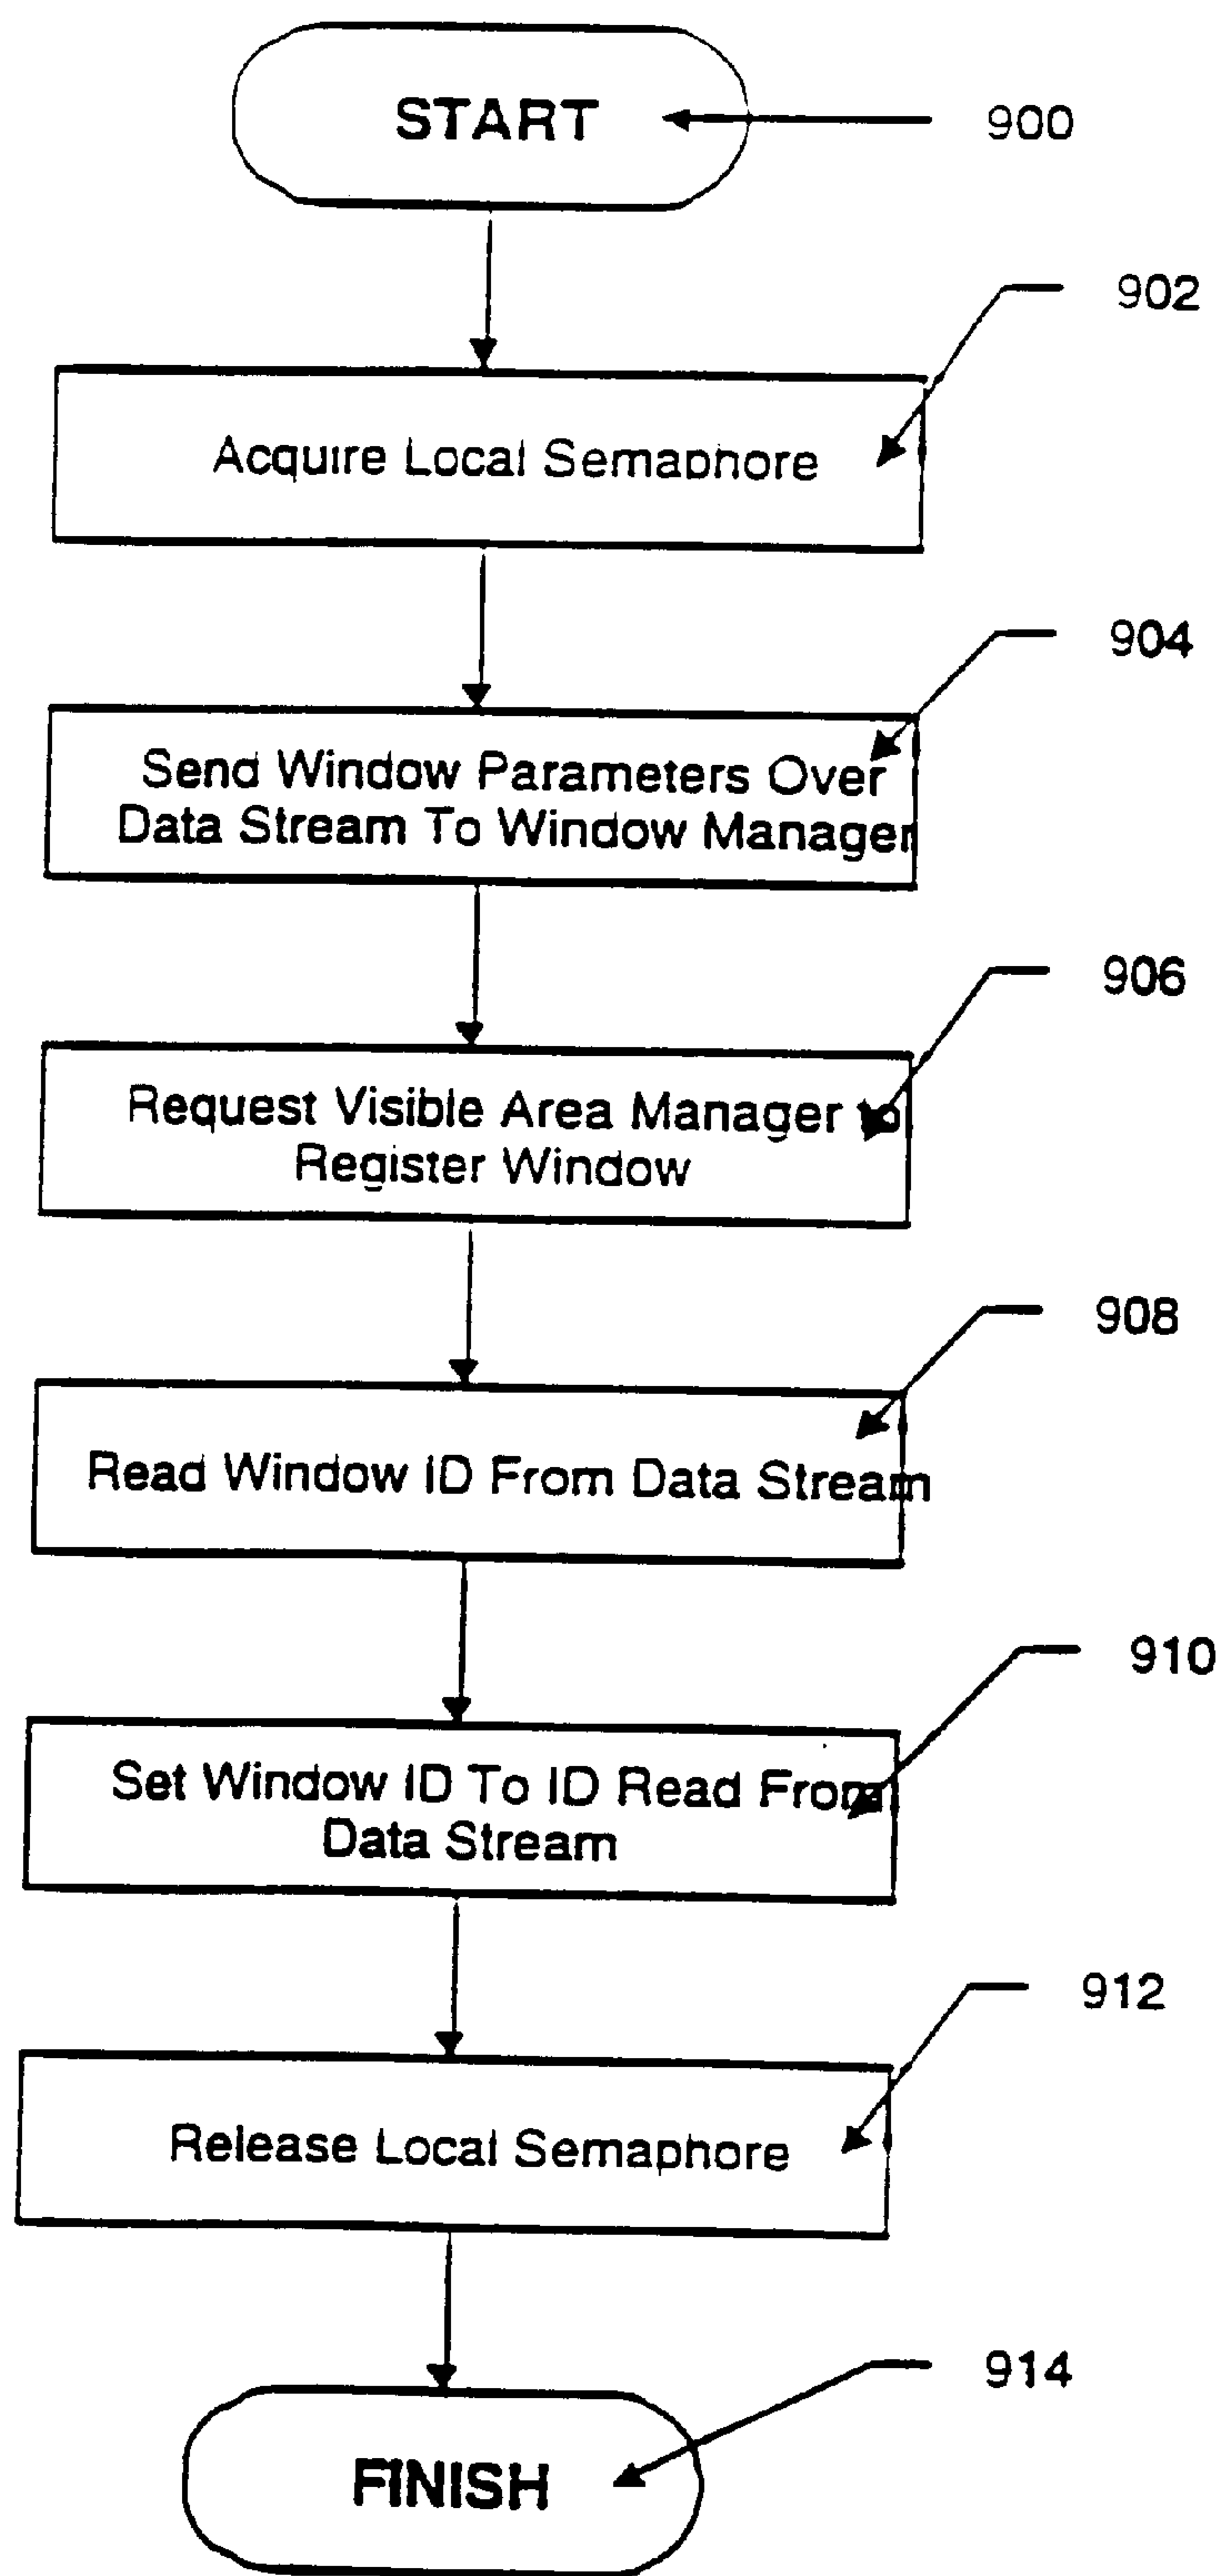 START
900
902
Acquire Local Semaphore
904
Send Window Parameters Over
Data Stream To Window Manager
906
Request Visible Area Manager to
Register Window
908
Read Window ID From Data Stream
910
Set Window ID To ID Read From
Data Stream
912
Release Local Semaphore
914
FINISH